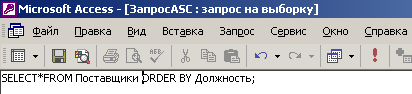 Microsoft Access - [ЗапросASC : запрос на выборку]
Файл Правка Вид Вставка Запрос Сервис Окно Справка
SELECT*FROM Поставщики ORDER BY Должность;